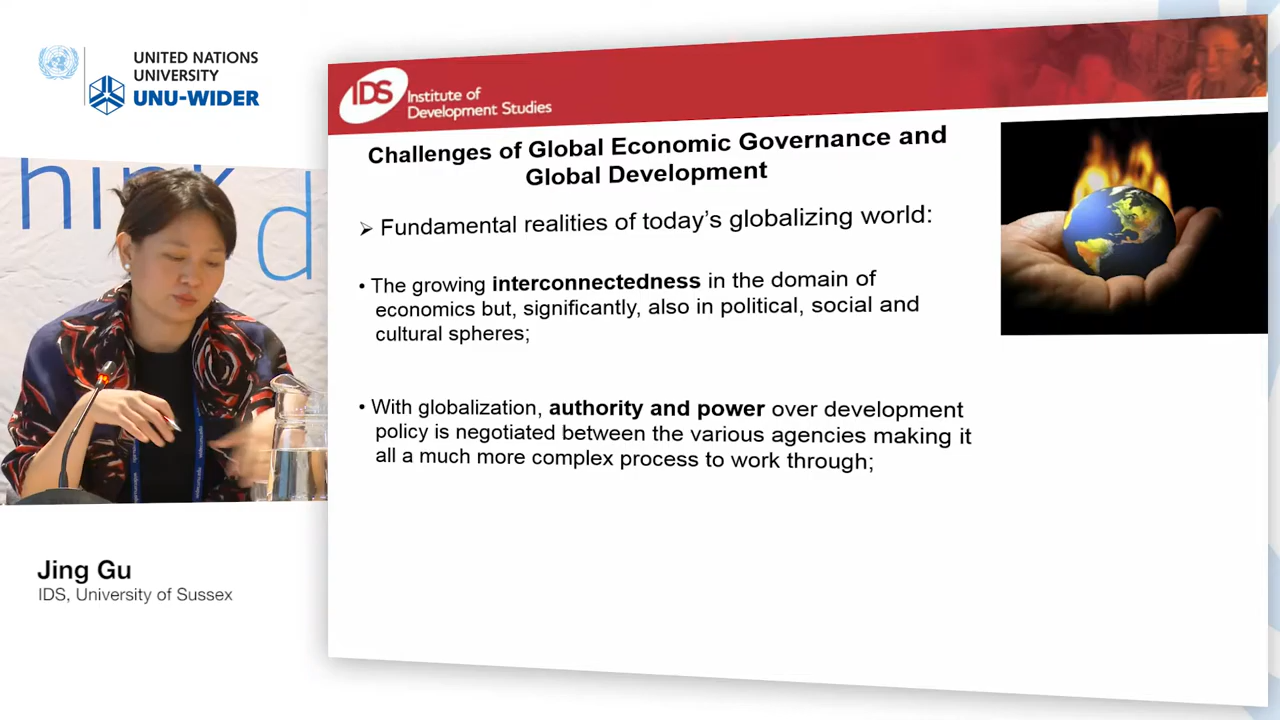 UNITED NATIONS
UNIVERSITY
UNU-WIDER
hink
d
Jing Gu
IDS, University of Sussex
IDS Institute of
Development Studies
Challenges of Global Economic Governance and
Global Development
➢ Fundamental realities of today's globalizing world:
• The growing interconnectedness in the domain of
economics but, significantly, also in political, social and
cultural spheres;
• With globalization, authority and power over development
policy is negotiated between the various agencies making it
all a much more complex process to work through;